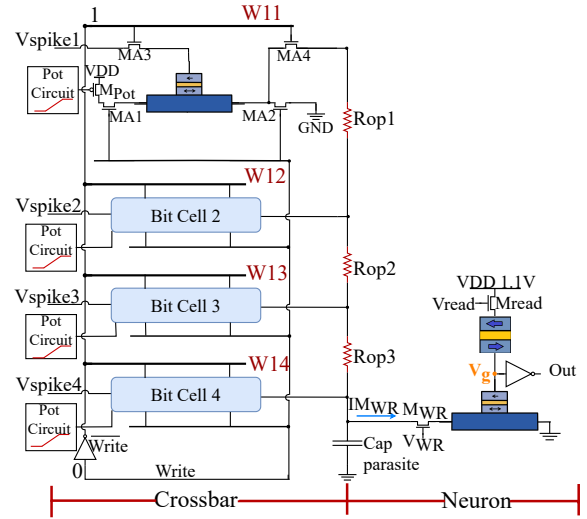 1
W11
Vspike1
MA3
MA4
Pot
Circuit
VDD
MPot
MA1
MA2
GND
Rop1
W12
Vspike2
Bit Cell 2
Pot
Circuit
Rop2
W13
Vspike3
Bit Cell 3
Pot
Circuit
VDD 1.1V
Vread
Mread
Rop3
W14
Vspike4
Bit Cell 4
Vg
Out
IMWR
MWR
VWR
Pot
Circuit
Write
Cap
parasite
0
Write
Crossbar
Neuron